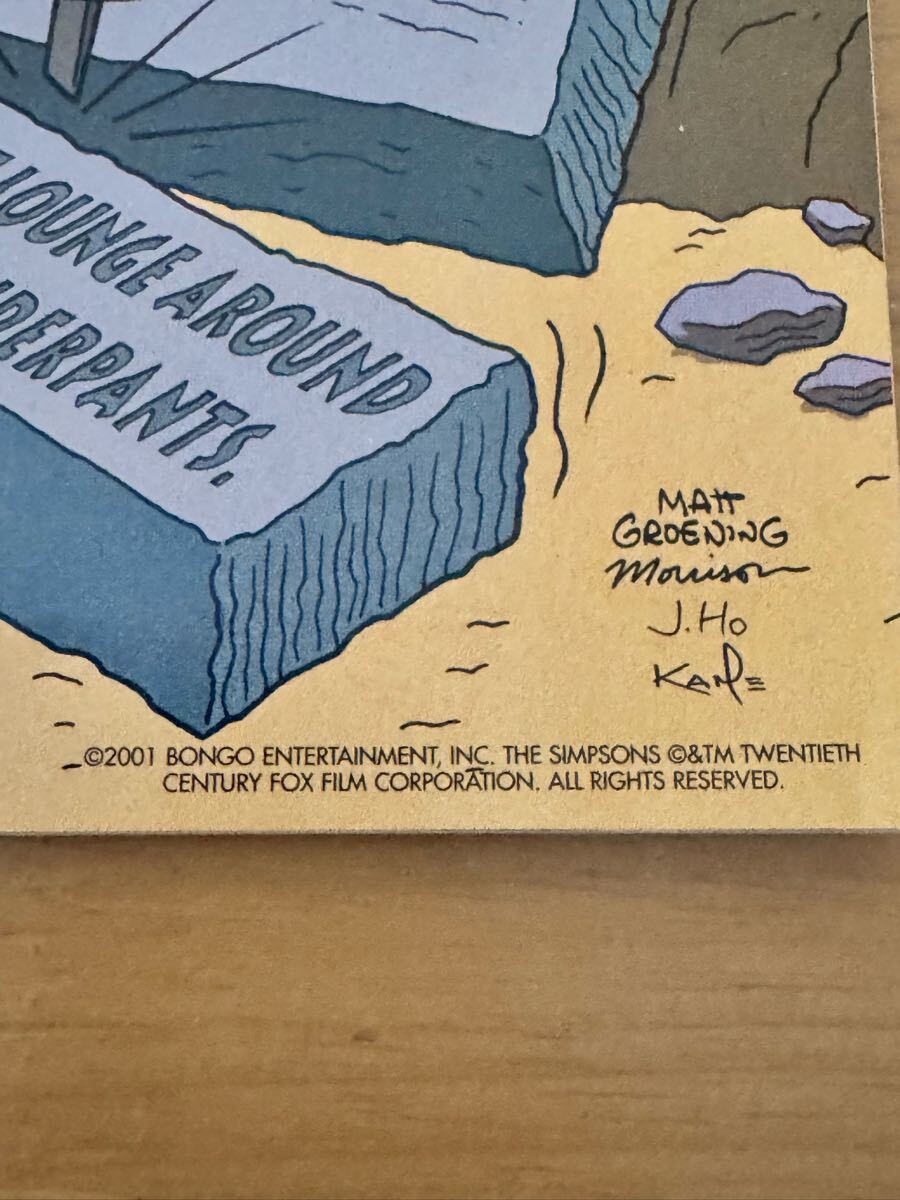 LOUNGE AROUND
DERPANTS.
MATT
GROENING
Morrison
J.HO
KANE
©2001 BONGO ENTERTAINMENT, INC. THE SIMPSONS ©&TM TWENTIETH
CENTURY FOX FILM CORPORATION. ALL RIGHTS RESERVED.